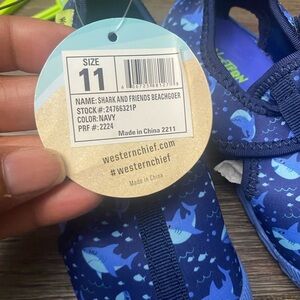 SIZE
11
NAME: SHARK AND FRIENDS BEACHGOER
STOCK #: 24766321P
COLOR: NAVY
PRF #: 2224
Made in China 2211
westernchief.com
#westernchief
Made in China